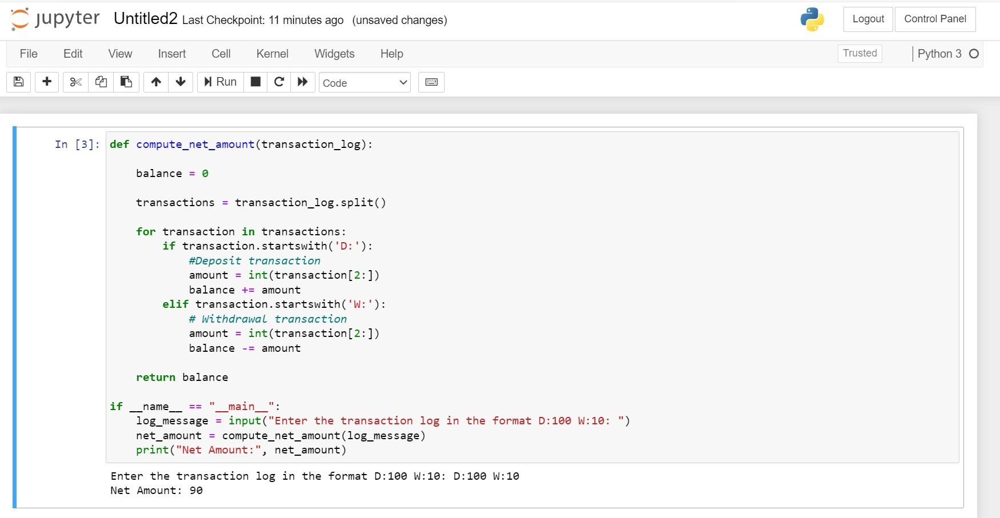 jupyter Untitled2 Last Checkpoint: 11 minutes ago (unsaved changes) Logout Control Panel
File Edit View Insert Cell Kernel Widgets Help Trusted Python 3
Run Code
In [3]: def compute_net_amount(transaction_log):
balance = 0
transactions = transaction_log.split()
for transaction in transactions:
if transaction.startswith('D:'):
#Deposit transaction
amount = int(transaction[2:])
balance += amount
elif transaction.startswith('W:'):
# Withdrawal transaction
amount = int(transaction[2:])
balance -= amount
return balance
if __name__ == "__main__":
log_message = input("Enter the transaction log in the format D:100 W:10: ")
net_amount = compute_net_amount(log_message)
print("Net Amount:", net_amount)
Enter the transaction log in the format D:100 W:10: D:100 W:10
Net Amount: 90